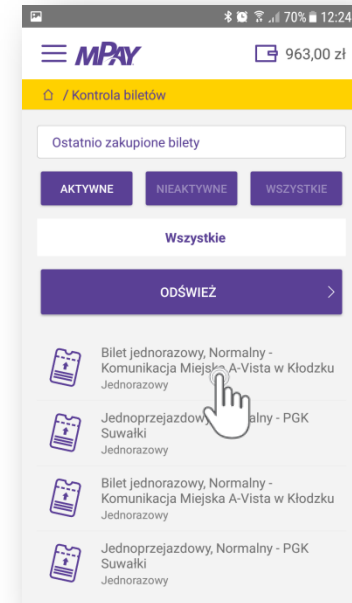 70% 12:24
mPAY 963,00 zł
/ Kontrola biletów
Ostatnio zakupione bilety
AKTYWNE NIEAKTYWNE WSZYSTKIE
Wszystkie
ODŚWIEŻ
Bilet jednorazowy, Normalny -
Komunikacja Miejska A-Vista w Kłodzku
Jednorazowy
- PGK
Suwałki
Jednoprzejazdowy
Bilet jednorazowy, Normalny -
Komunikacja Miejska A-Vista w Kłodzku
Jednorazowy
Jednoprzejazdowy, Normalny - PGK
Suwałki
Jednorazowy